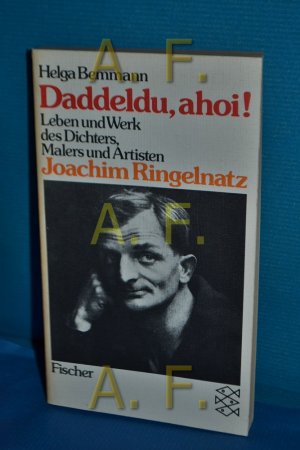 A. F.
Helga Bemmann
Daddeldu, ahoi!
Leben und Werk
des Dichters,
Malers und Artisten
Joachim Ringelnatz
A. F.
A. F.
Fischer
A. F.